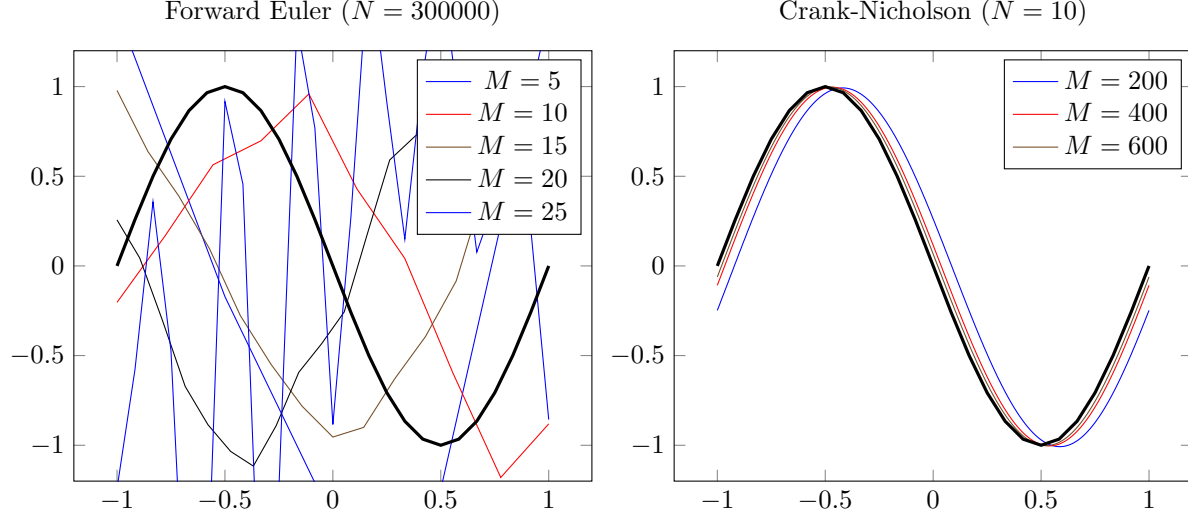 Forward Euler (N = 300000)
1
0.5
0
−0.5
−1
−1
−0.5
0
0.5
1
M = 5
M = 10
M = 15
M = 20
M = 25
Crank-Nicholson (N = 10)
1
0.5
0
−0.5
−1
−1
−0.5
0
0.5
1
M = 200
M = 400
M = 600